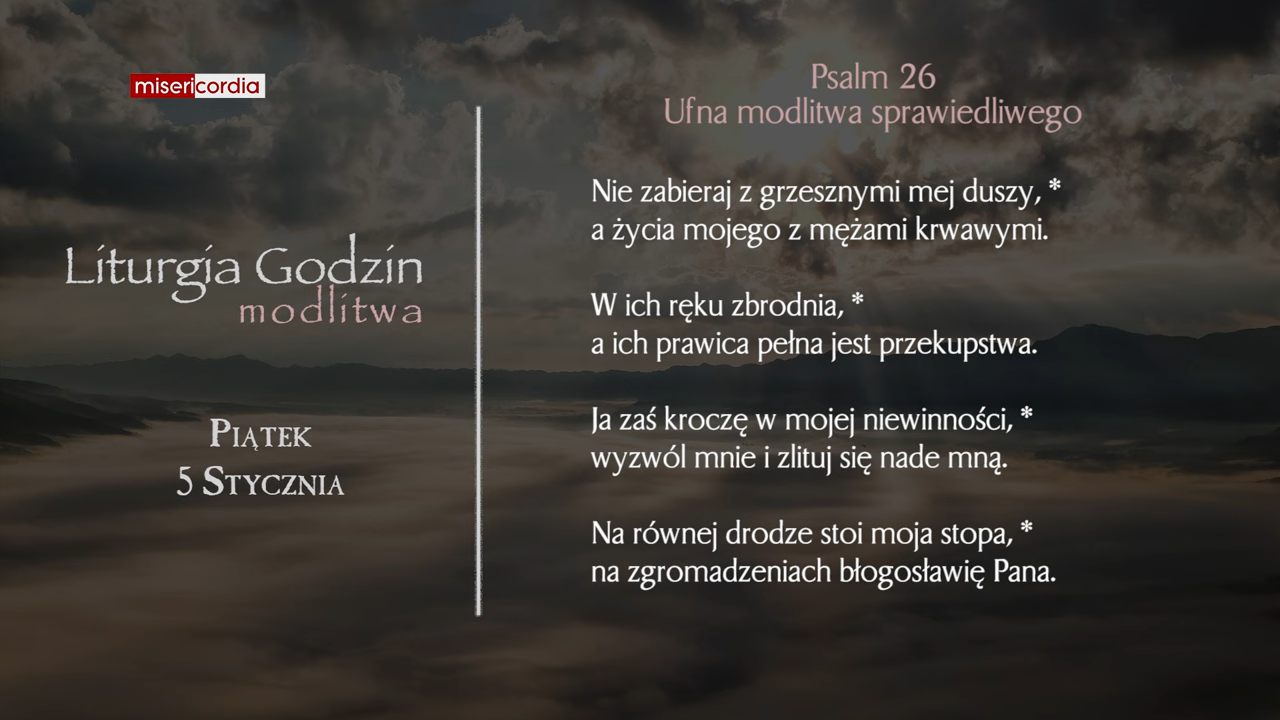 misericordia
Liturgia Godzin
modlitwa
Piątek
5 Stycznia
Psalm 26
Ufna modlitwa sprawiedliwego
Nie zabieraj z grzesznymi mej duszy, *
a życia mojego z mężami krwawymi.
W ich ręku zbrodnia, *
a ich prawica pełna jest przekupstwa.
Ja zaś kroczę w mojej niewinności, *
wyzwól mnie i zlituj się nade mną.
Na równej drodze stoi moja stopa, *
na zgromadzeniach błogosławię Pana.